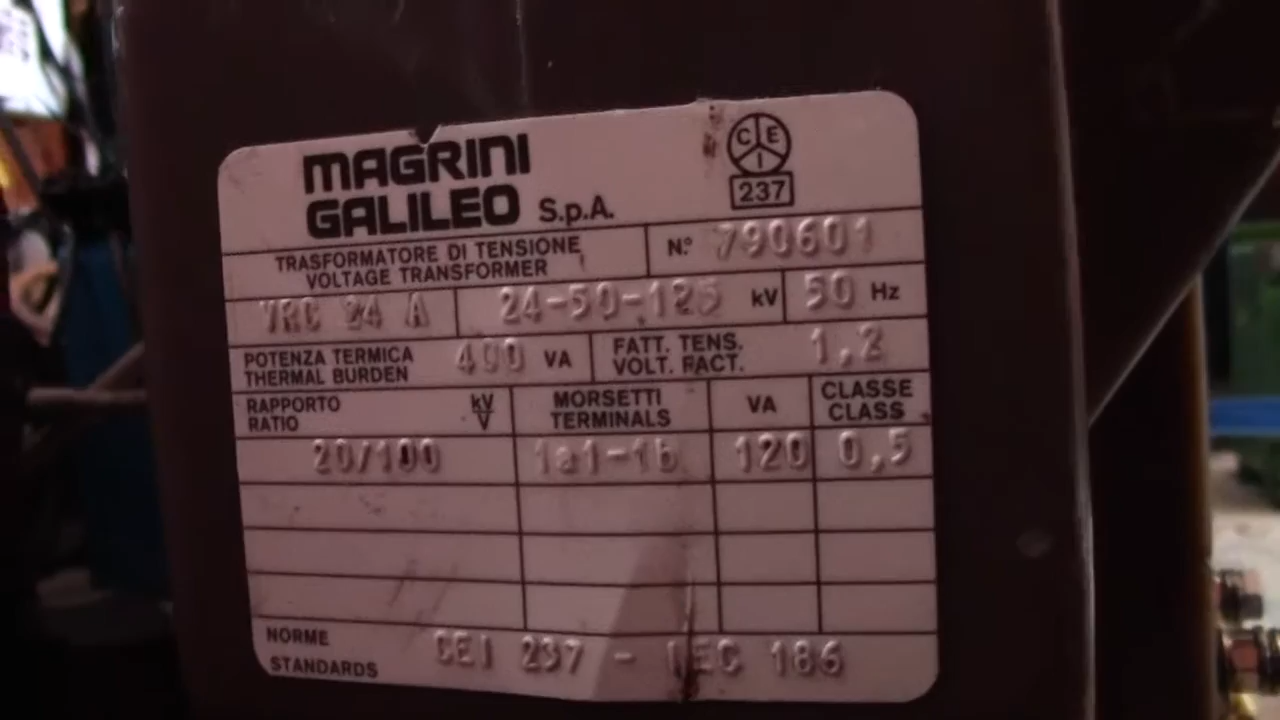 MAGRINI
GALILEO S.p.A.
CEI
237
TRASFORMATORE DI TENSIONE
VOLTAGE TRANSFORMER
N.° 790601
VRC 24 A
24-50-125 kV
50 Hz
POTENZA TERMICA
THERMAL BURDEN
400 VA
FATT. TENS.
VOLT. FACT.
1,2
RAPPORTO
RATIO
kV
V
MORSETTI
TERMINALS
VA
CLASSE
CLASS
20/100
1a1-1b
120
0,5
NORME
STANDARDS
CEI 237 - IEC 186